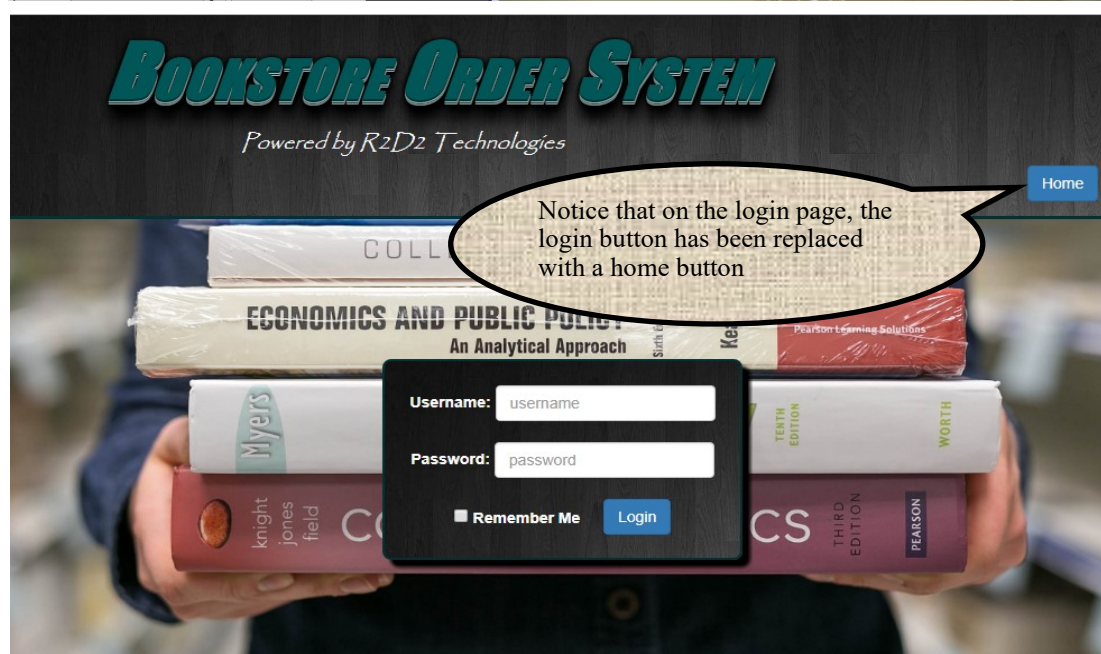 BOOKSTORE ORDER SYSTEM
Powered by R2D2 Technologies
Home
Notice that on the login page, the
login button has been replaced
with a home button
COLL
ECONOMICS AND PUBLIC POLICY
An Analytical Approach
Pearson Learning Solutions
Myers
TENTH
EDITION
WORTH
Username: username
Password: password
Remember Me Login
knight
jones
field
CS
THIRD
EDITION
PEARSON